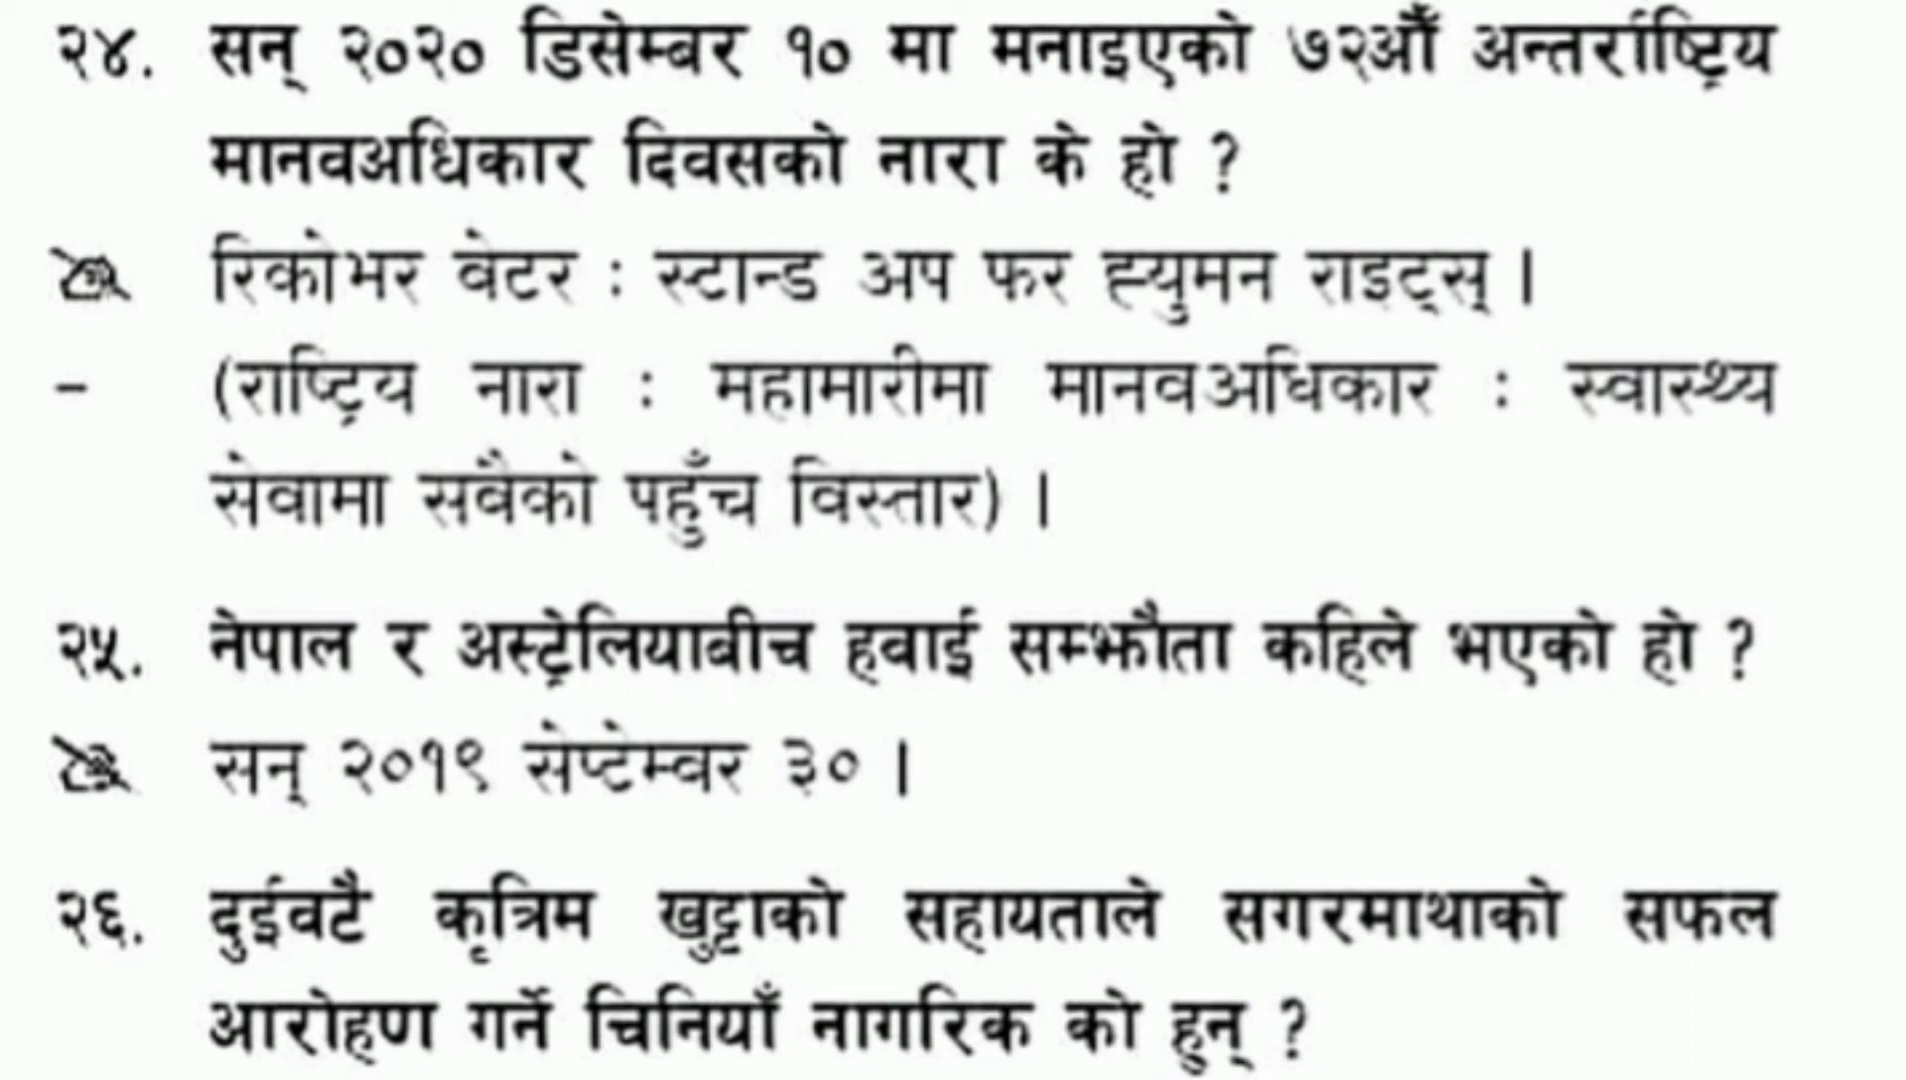 २४. सन् २०२० डिसेम्बर १० मा मनाइएको ७२औँ अन्तर्राष्ट्रिय
मानवअधिकार दिवसको नारा के हो ?
रिकोभर वेटर : स्टान्ड अप फर ह्युमन राइट्स् ।
– (राष्ट्रिय नारा : महामारीमा मानवअधिकार : स्वास्थ्य
सेवामा सबैको पहुँच विस्तार) ।
२५. नेपाल र अस्ट्रेलियाबीच हवाई सम्झौता कहिले भएको हो ?
सन् २०१९ सेप्टेम्बर ३० ।
२६. दुईवटै कृत्रिम खुट्टाको सहायताले सगरमाथाको सफल
आरोहण गर्ने चिनियाँ नागरिक को हुन् ?